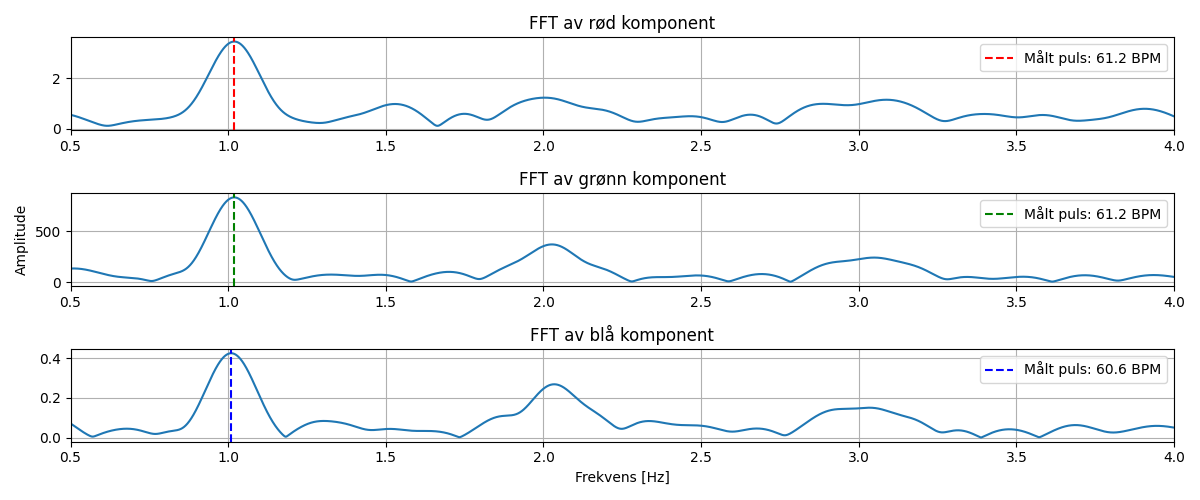 FFT av rød komponent
Målt puls: 61.2 BPM
2
0
0.5 1.0 1.5 2.0 2.5 3.0 3.5 4.0
FFT av grønn komponent
Målt puls: 61.2 BPM
Amplitude
500
0
0.5 1.0 1.5 2.0 2.5 3.0 3.5 4.0
FFT av blå komponent
Målt puls: 60.6 BPM
0.4
0.2
0.0
0.5 1.0 1.5 2.0 2.5 3.0 3.5 4.0
Frekvens [Hz]